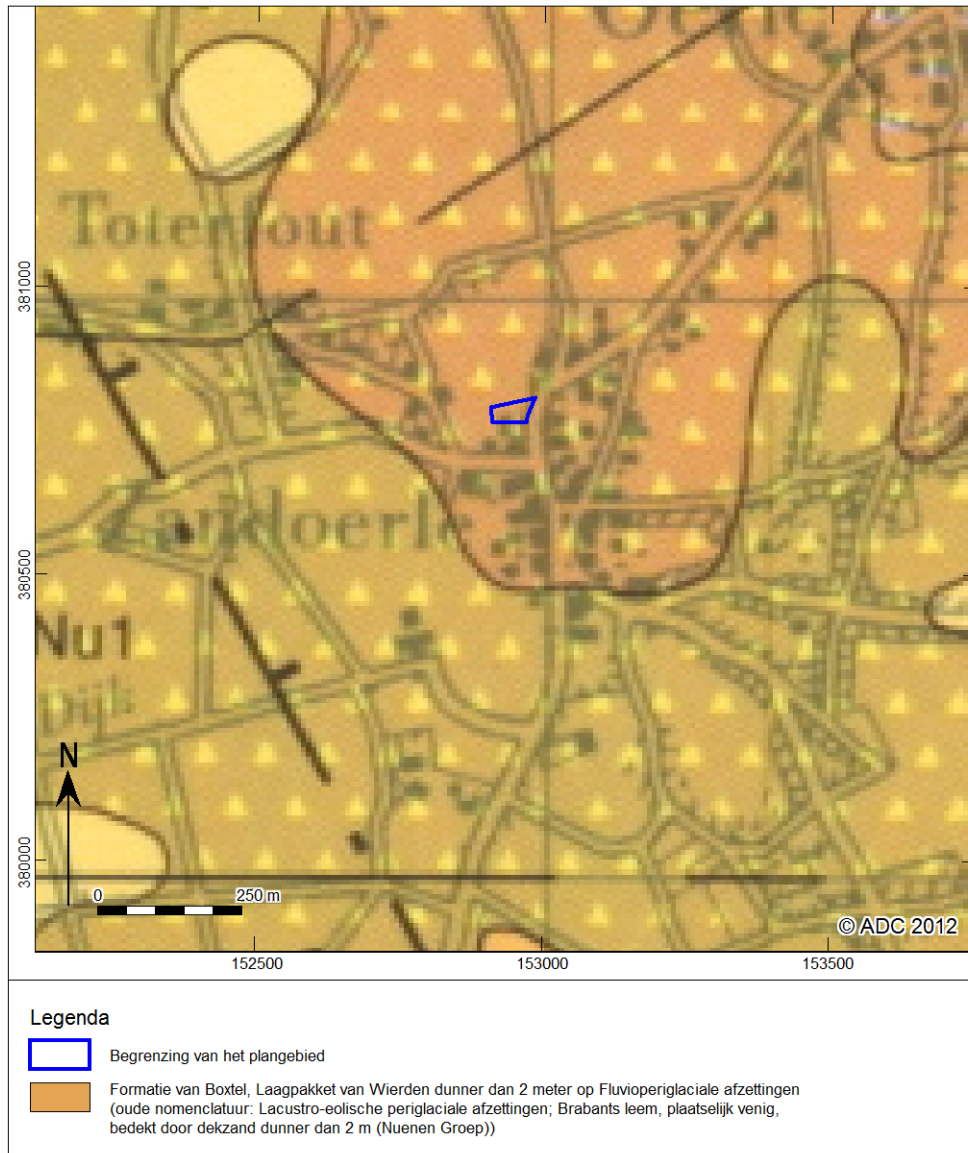 Totenhout
Zandoerle
Nu1
dijk
N
0
250 m
© ADC 2012
381000
380500
380000
152500
153000
153500
Legenda
Begrenzing van het plangebied
Formatie van Boxtel, Laagpakket van Wierden dunner dan 2 meter op Fluvioperiglaciale afzettingen
(oude nomenclatuur: Lacustro-eolische periglaciale afzettingen; Brabants leem, plaatselijk venig,
bedekt door dekzand dunner dan 2 m (Nuenen Groep))